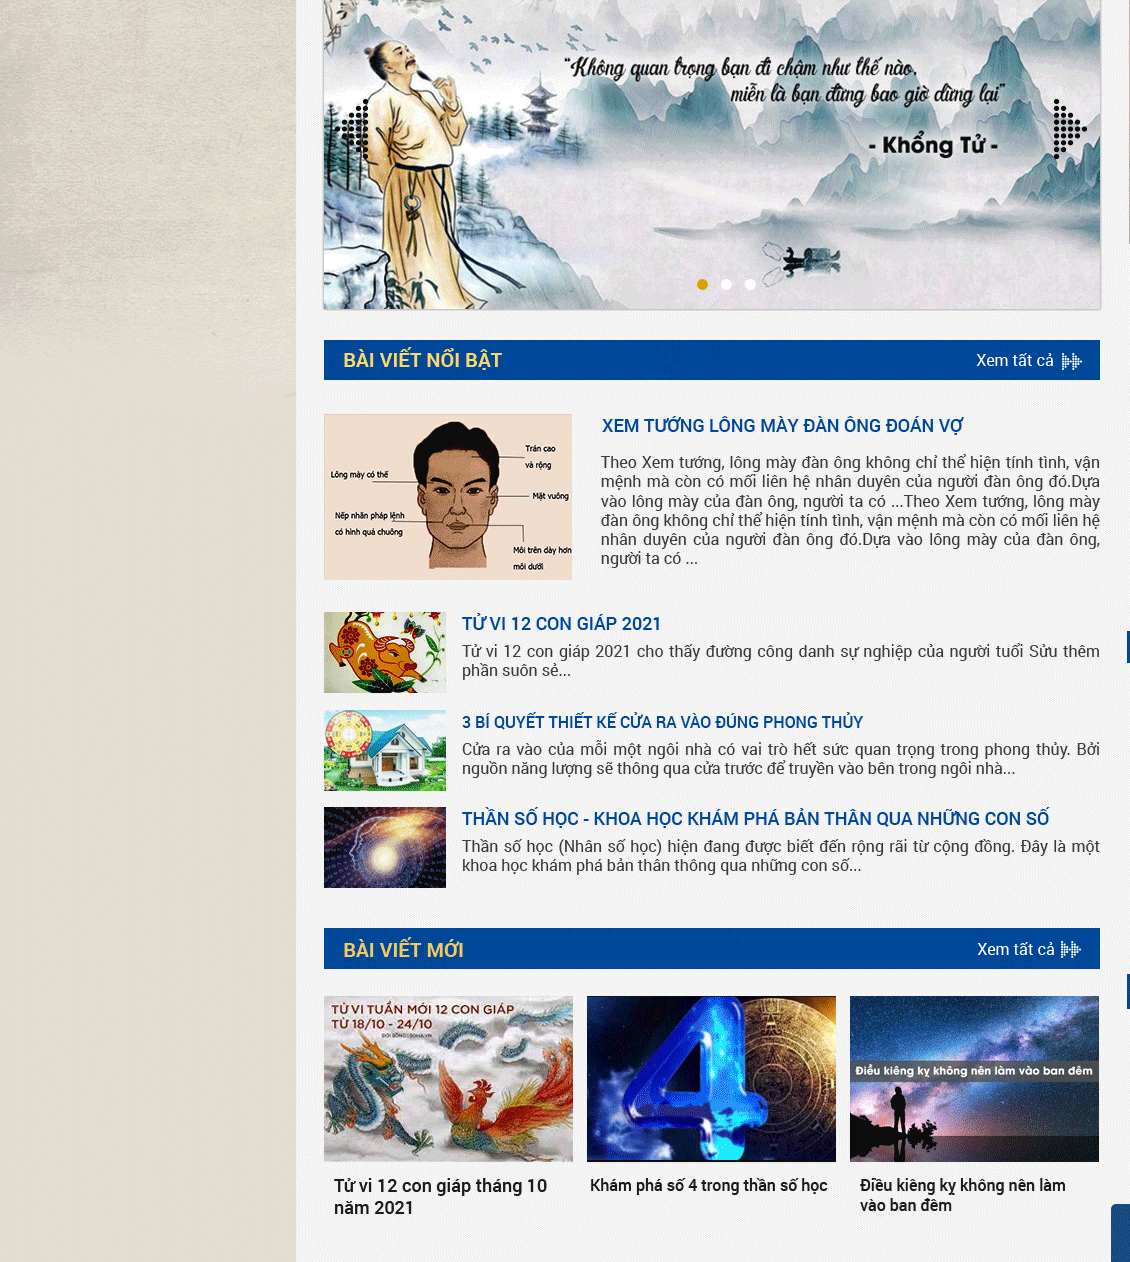 “Không quan trọng bạn đi chậm như thế nào,
miễn là bạn đừng bao giờ dừng lại”
- Khổng Tử -
BÀI VIẾT NỔI BẬT
Xem tất cả
Trán cao
và rộng
Lông mày có thế
Mặt vuông
Nếp nhăn pháp lệnh
có hình quả chuông
Môi trên dày hơn
môi dưới
XEM TƯỚNG LÔNG MÀY ĐÀN ÔNG ĐOÁN VỢ
Theo Xem tướng, lông mày đàn ông không chỉ thể hiện tính tình, vận
mệnh mà còn có mối liên hệ nhân duyên của người đàn ông đó.Dựa
vào lông mày của đàn ông, người ta có ...Theo Xem tướng, lông mày
đàn ông không chỉ thể hiện tính tình, vận mệnh mà còn có mối liên hệ
nhân duyên của người đàn ông đó.Dựa vào lông mày của đàn ông,
người ta có ...
TỬ VI 12 CON GIÁP 2021
Tử vi 12 con giáp 2021 cho thấy đường công danh sự nghiệp của người tuổi Sửu thêm
phần suôn sẻ...
3 BÍ QUYẾT THIẾT KẾ CỬA RA VÀO ĐÚNG PHONG THỦY
Cửa ra vào của mỗi một ngôi nhà có vai trò hết sức quan trọng trong phong thủy. Bởi
nguồn năng lượng sẽ thông qua cửa trước để truyền vào bên trong ngôi nhà...
THẦN SỐ HỌC - KHOA HỌC KHÁM PHÁ BẢN THÂN QUA NHỮNG CON SỐ
Thần số học (Nhân số học) hiện đang được biết đến rộng rãi từ cộng đồng. Đây là một
khoa học khám phá bản thân thông qua những con số...
BÀI VIẾT MỚI
Xem tất cả
TỬ VI TUẦN MỚI 12 CON GIÁP
TỪ 18/10 - 24/10
4
Điều kiêng kỵ không nên làm vào ban đêm
Tử vi 12 con giáp tháng 10
năm 2021
Khám phá số 4 trong thần số học
Điều kiêng kỵ không nên làm
vào ban đêm